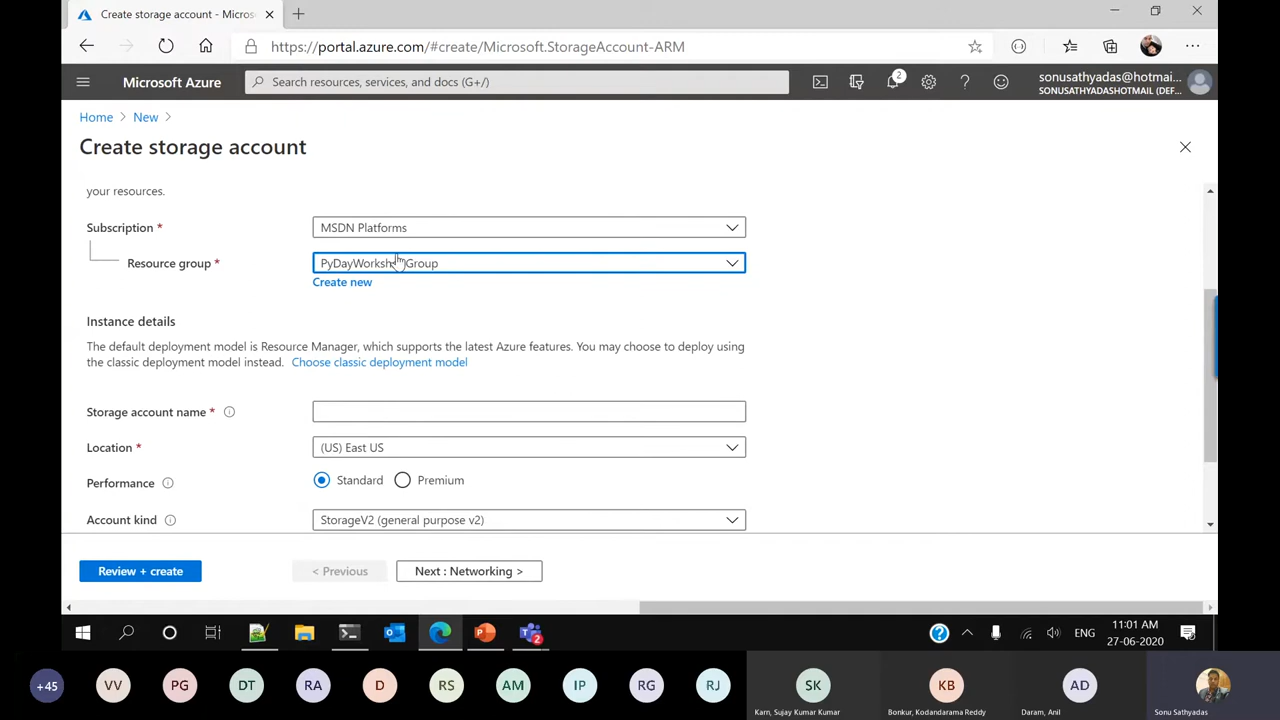 Create storage account - Micros
https://portal.azure.com/#create/Microsoft.StorageAccount-ARM
Microsoft Azure
Search resources, services, and docs (G+/)
2
sonusathyadas@hotmai...
SONUSATHYADASHOTMAIL (DEF...
Home > New >
Create storage account
your resources.
Subscription *
MSDN Platforms
Resource group *
PyDayWorkshopGroup
Create new
Instance details
The default deployment model is Resource Manager, which supports the latest Azure features. You may choose to deploy using
the classic deployment model instead. Choose classic deployment model
Storage account name *
Location *
(US) East US
Performance
Standard
Premium
Account kind
StorageV2 (general purpose v2)
Review + create
< Previous
Next : Networking >
2
ENG
11:01 AM
27-06-2020
+45
VV
PG
DT
RA
D
RS
AM
IP
RG
RJ
SK
KB
AD
Karn, Sujay Kumar Kumar
Bonkur, Kodandarama Reddy
Daram, Anil
Sonu Sathyadas